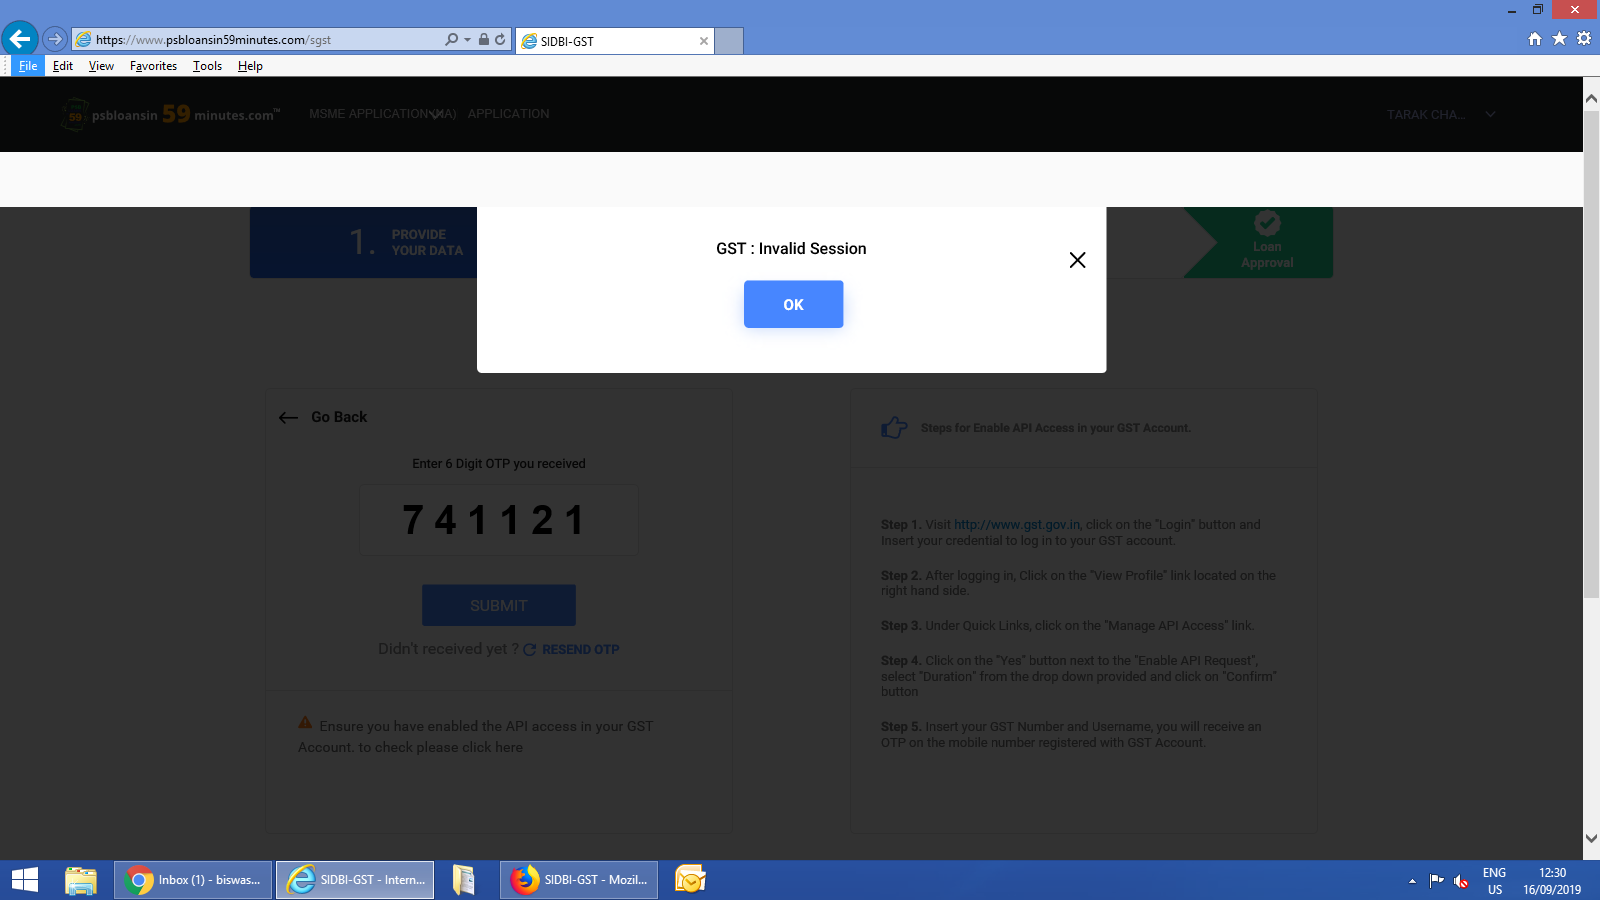 https://www.psbloansin59minutes.com/sgst
SIDBI-GST
File Edit View Favorites Tools Help
59 psbloansin 59 minutes.com™
APPLICATION
TARAK CHA...
1. PROVIDE
YOUR DATA
Loan
Approval
GST : Invalid Session
OK
Go Back
Enter 6 Digit OTP you received
741121
SUBMIT
Didn't received yet ? RESEND OTP
Ensure you have enabled the API access in your GST
Account. to check please click here
Steps for Enable API Access in your GST Account.
Step 1. Visit http://www.gst.gov.in, click on the "Login" button and
Insert your credential to log in to your GST account.
Step 2. After logging in, Click on the "View Profile" link located on the
right hand side.
Step 3. Under Quick Links, click on the "Manage API Access" link.
Step 4. Click on the "Yes" button next to the "Enable API Request",
select "Duration" from the drop down provided and click on "Confirm"
button
Step 5. Insert your GST Number and Username, you will receive an
OTP on the mobile number registered with GST Account.
Inbox (1) - biswas...
SIDBI-GST - Intern...
SIDBI-GST - Mozil...
ENG
US
12:30
16/09/2019